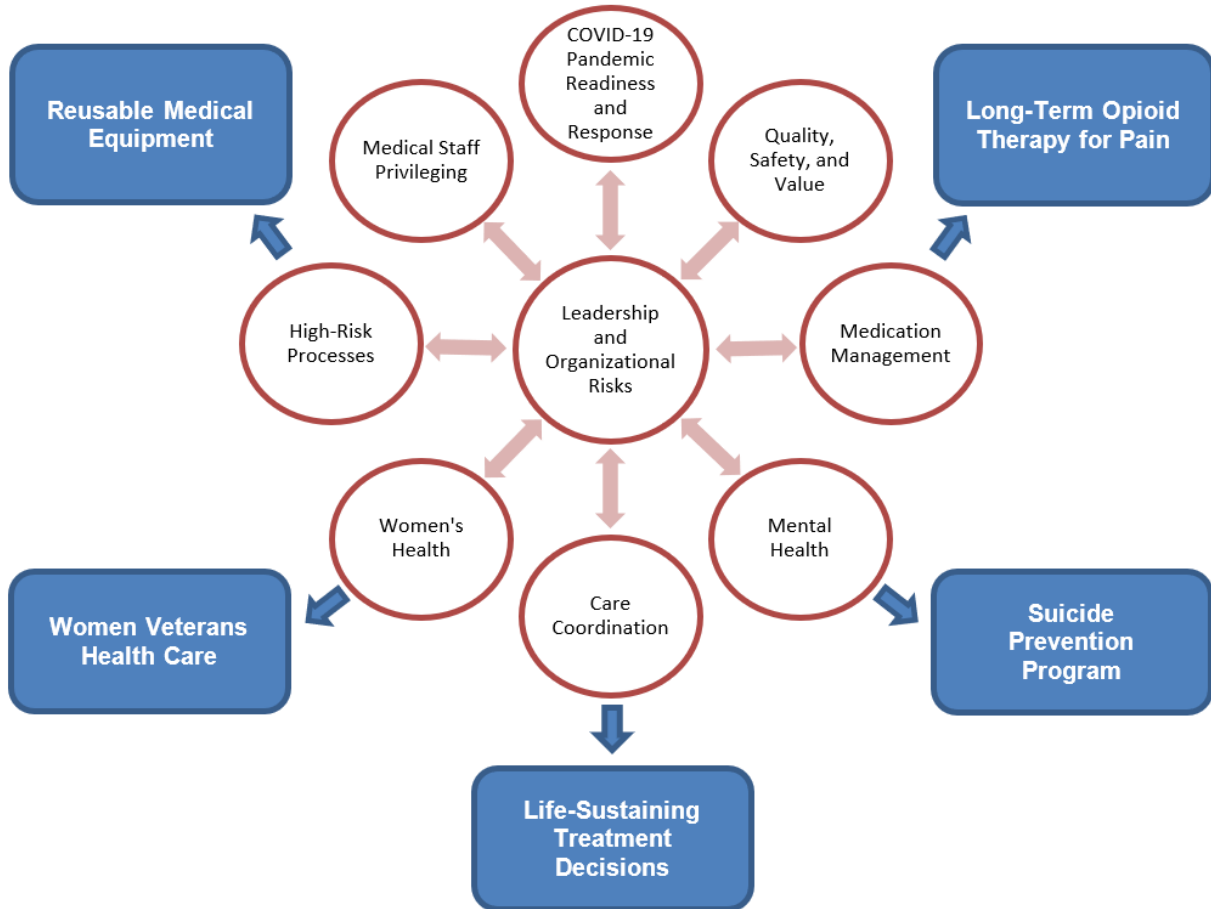 COVID-19
Pandemic
Readiness
and
Response
Reusable Medical
Equipment
Medical Staff
Privileging
Quality,
Safety, and
Value
Long-Term Opioid
Therapy for Pain
High-Risk
Processes
Leadership
and
Organizational
Risks
Medication
Management
Women's
Health
Care
Coordination
Mental
Health
Women Veterans
Health Care
Suicide
Prevention
Program
Life-Sustaining
Treatment
Decisions